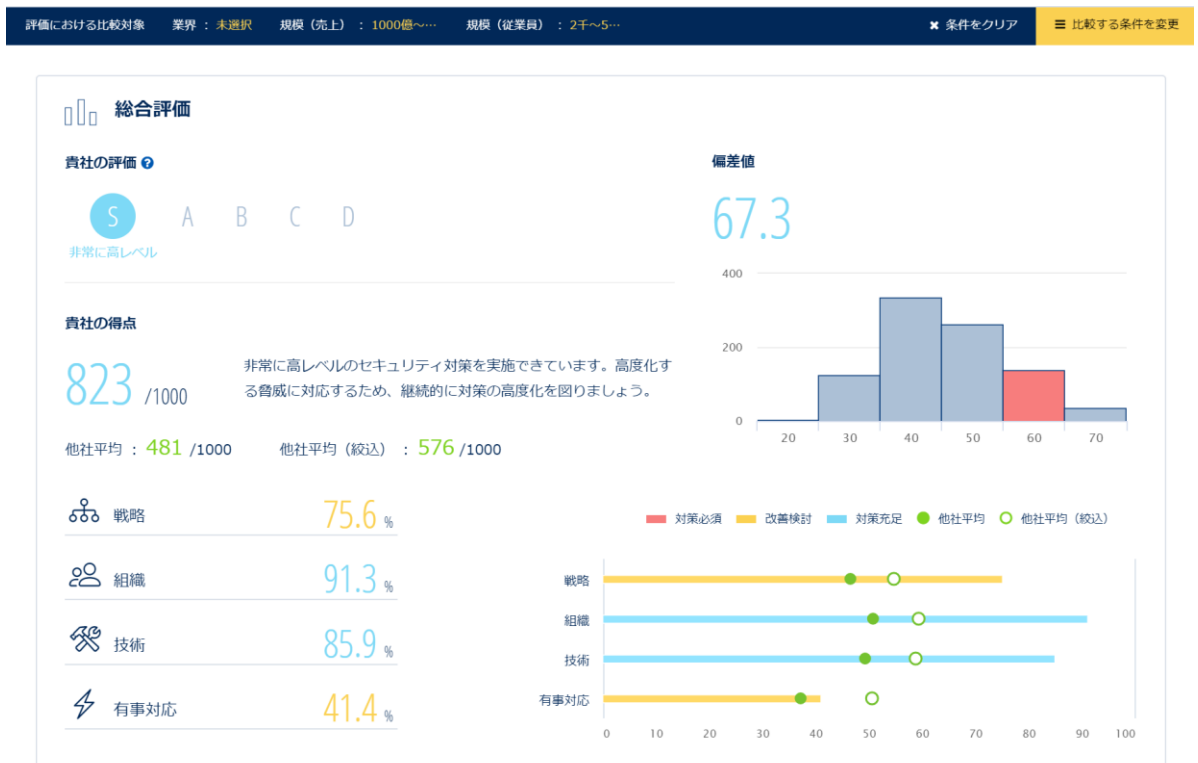 評価における比較対象 業界 : 未選択 規模（売上） : 1000億～… 規模（従業員） : 2千～5… ✖ 条件をクリア ☰ 比較する条件を変更
総合評価
貴社の評価 ?
S A B C D
非常に高レベル
偏差値
67.3
400
200
0
20 30 40 50 60 70
貴社の得点
823 /1000
非常に高レベルのセキュリティ対策を実施できています。高度化す
る脅威に対応するため、継続的に対策の高度化を図りましょう。
他社平均 : 481 /1000 他社平均（絞込） : 576 /1000
戦略 75.6 %
組織 91.3 %
技術 85.9 %
有事対応 41.4 %
対策必須 改善検討 対策充足 他社平均 他社平均（絞込）
戦略
組織
技術
有事対応
0 10 20 30 40 50 60 70 80 90 100